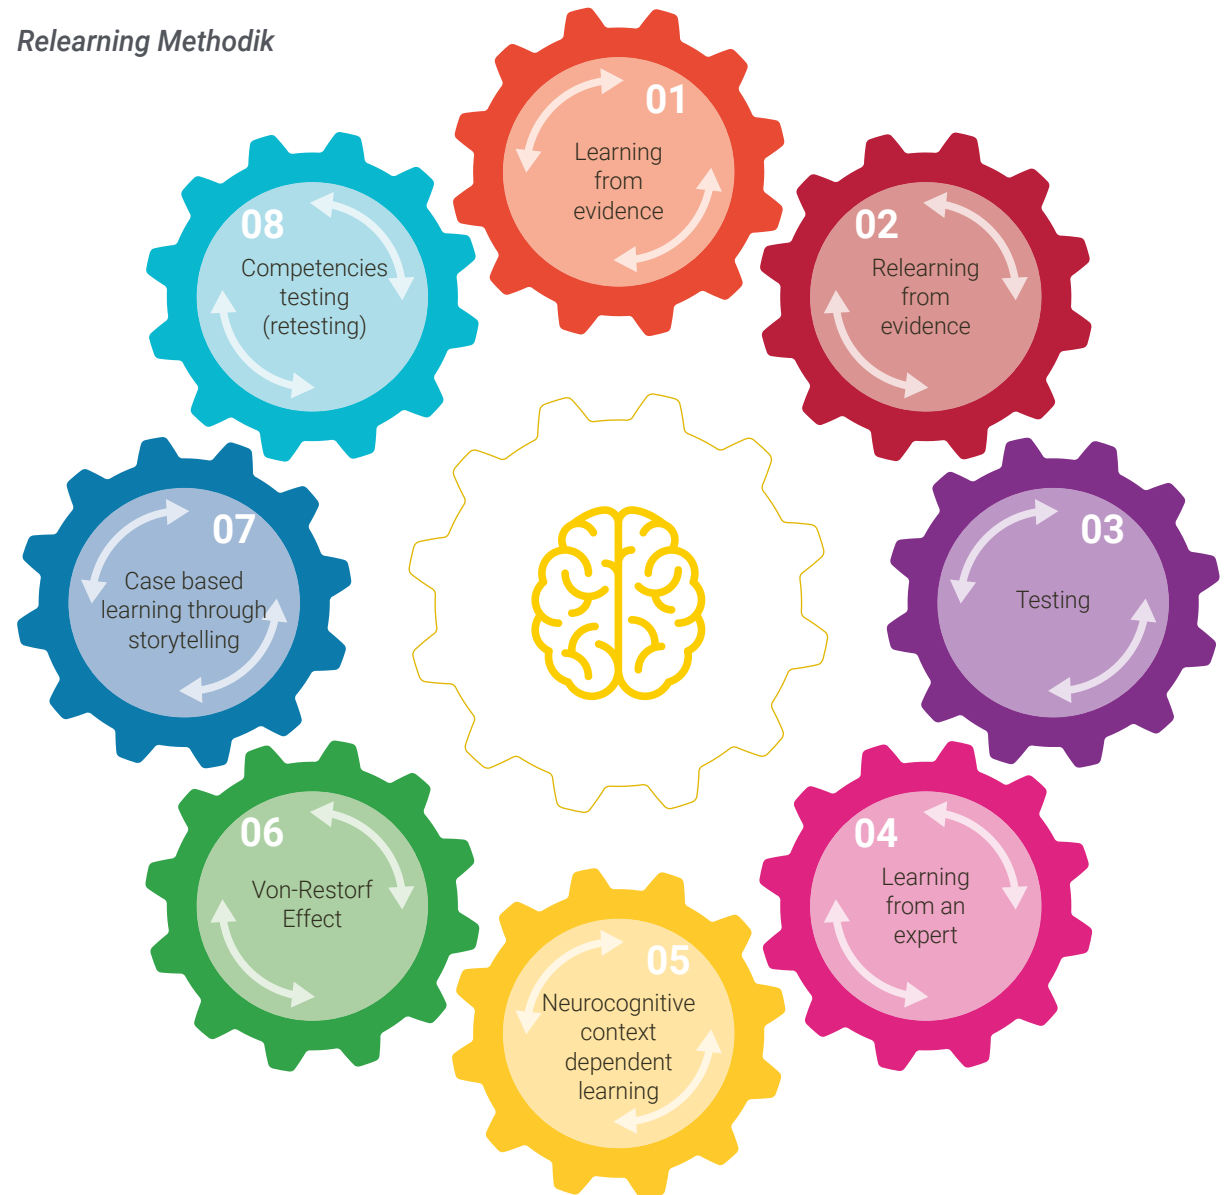 Relearning Methodik
01
Learning
from
evidence
02
Relearning
from
evidence
03
Testing
04
Learning
from an
expert
05
Neurocognitive
context
dependent
learning
06
Von-Restorf
Effect
07
Case based
learning through
storytelling
08
Competencies
testing
(retesting)